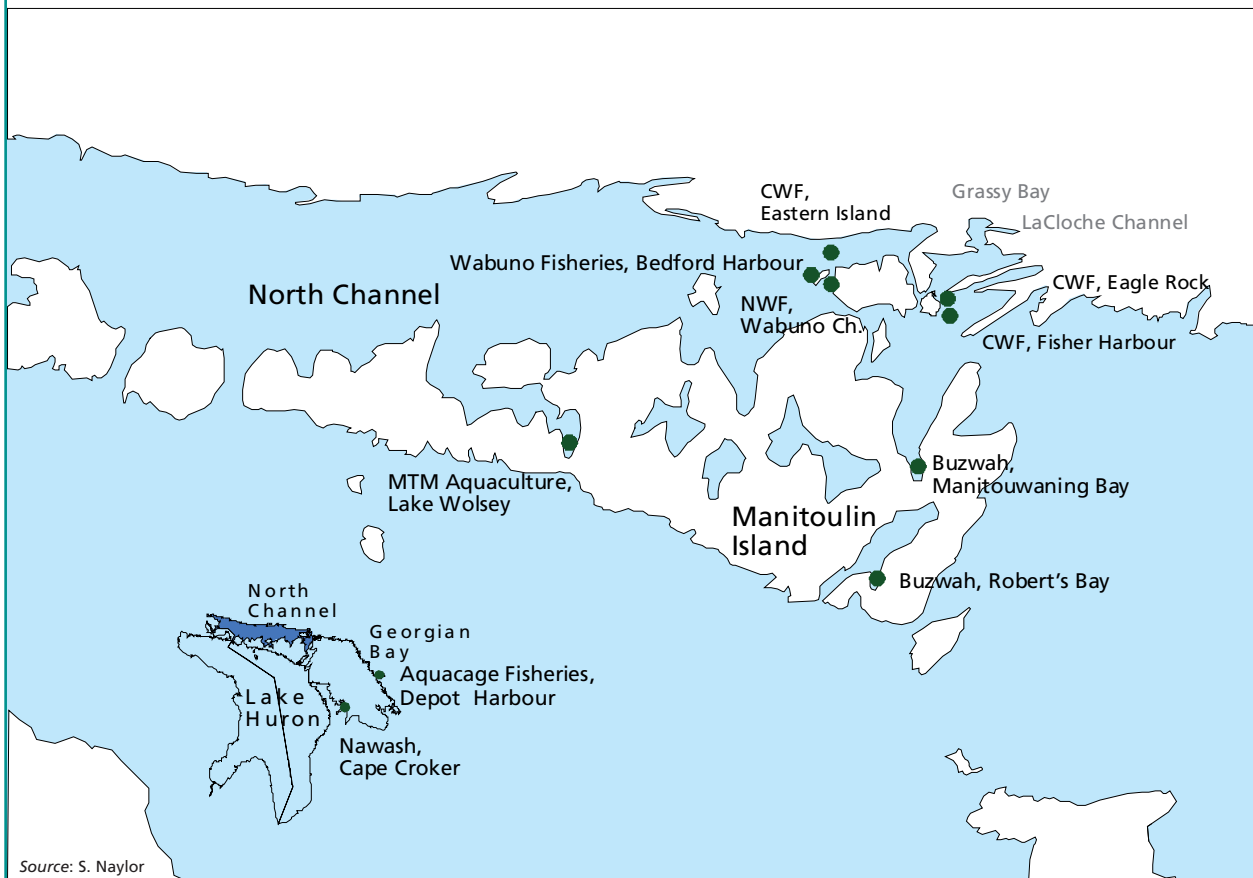 CWF,
Eastern Island
Grassy Bay
LaCloche Channel
Wabuno Fisheries, Bedford Harbour
CWF, Eagle Rock
North Channel
NWF,
Wabuno Ch.
CWF, Fisher Harbour
MTM Aquaculture,
Lake Wolsey
Buzwah,
Manitouwaning Bay
Manitoulin
Island
Buzwah, Robert's Bay
North
Channel
Georgian
Bay
Aquacage Fisheries,
Depot Harbour
Lake
Huron
Nawash,
Cape Croker
Source: S. Naylor